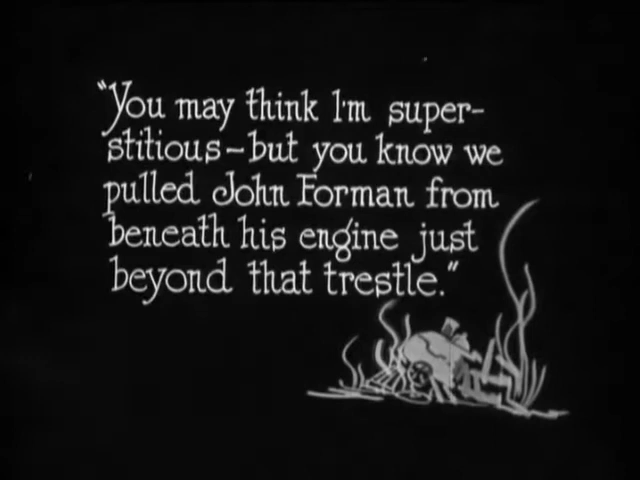 "You may think I'm super-
stitious-but you know we
pulled John Forman from
beneath his engine just
beyond that trestle."